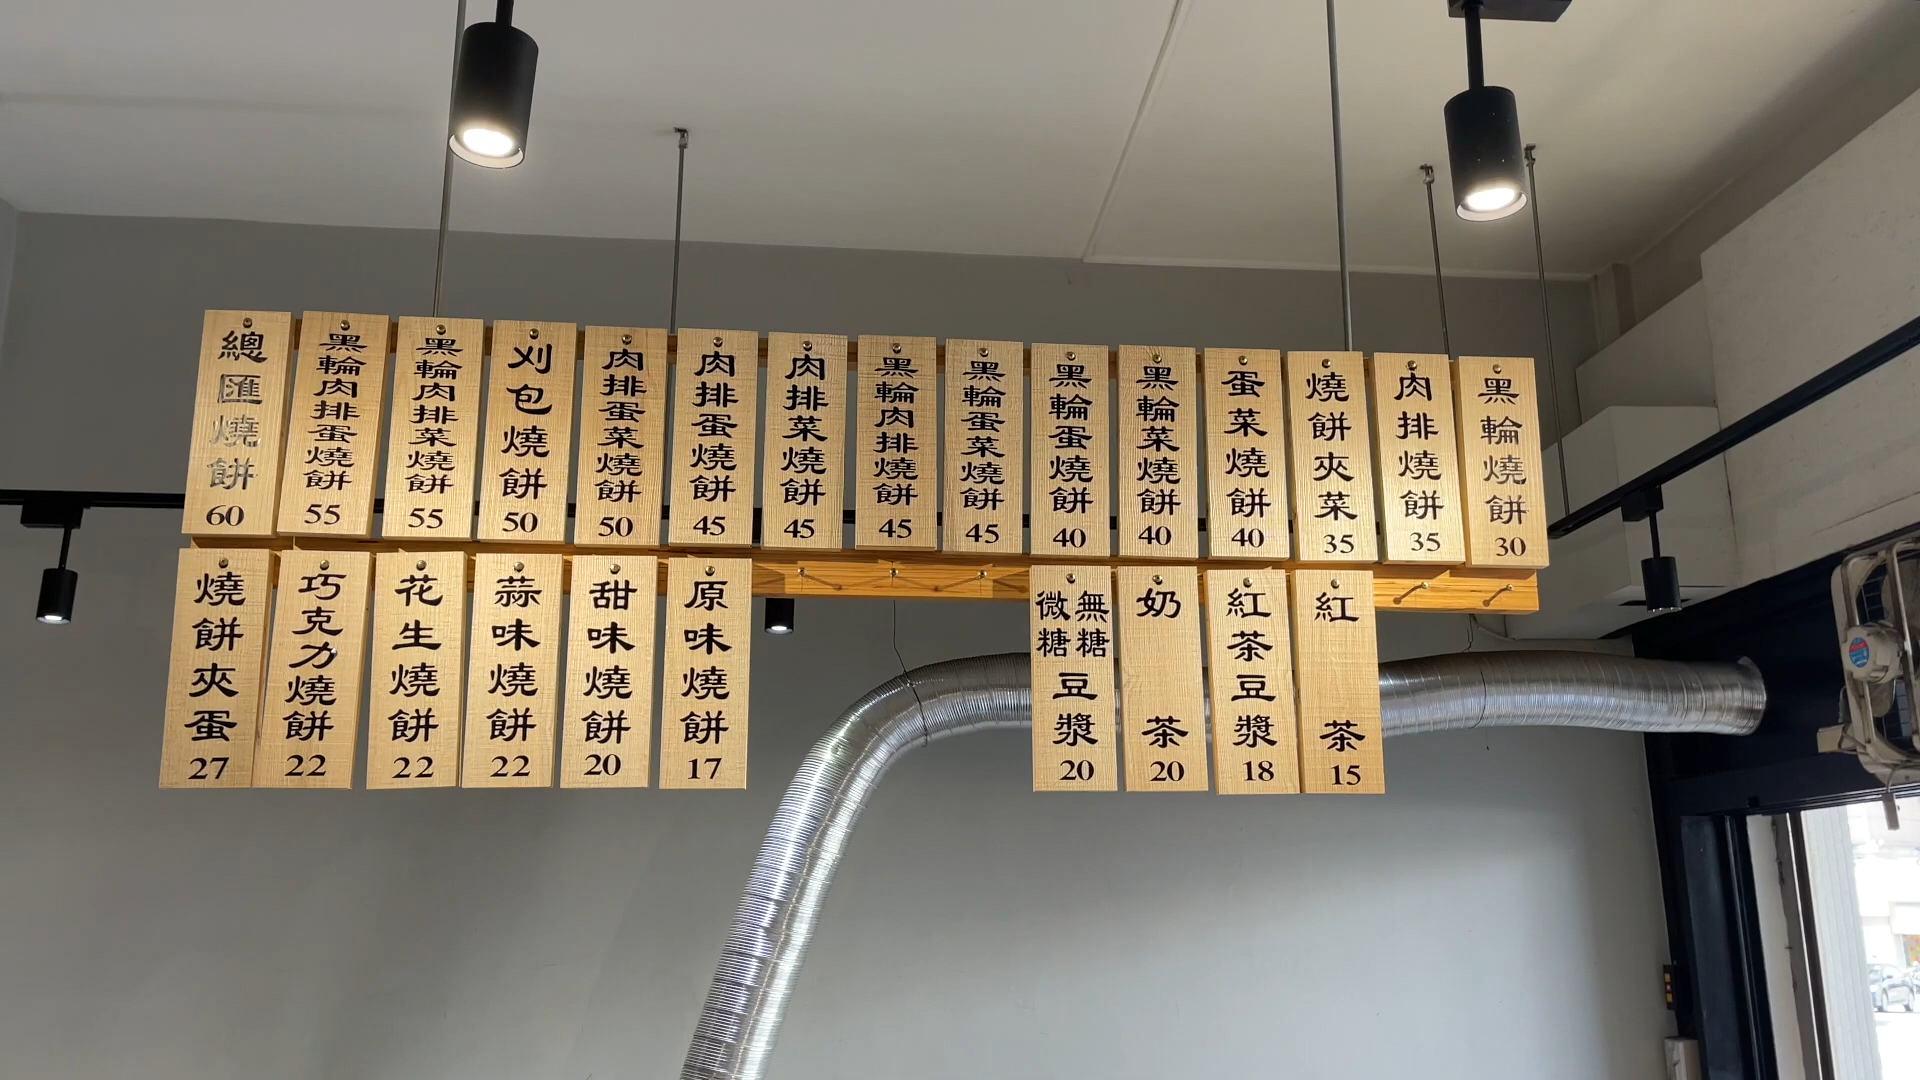 總匯燒餅 60
黑輪肉排蛋燒餅 55
黑輪肉排菜燒餅 55
刈包燒餅 50
肉排蛋菜燒餅 50
肉排蛋燒餅 45
肉排菜燒餅 45
黑輪肉排燒餅 45
黑輪蛋菜燒餅 45
黑輪蛋燒餅 40
黑輪菜燒餅 40
蛋菜燒餅 40
燒餅夾菜 35
肉排燒餅 35
黑輪燒餅 30
燒餅夾蛋 27
巧克力燒餅 22
花生燒餅 22
蒜味燒餅 22
甜味燒餅 20
原味燒餅 17
無糖
微糖
豆漿 20
奶茶 20
紅茶豆漿 18
紅茶 15